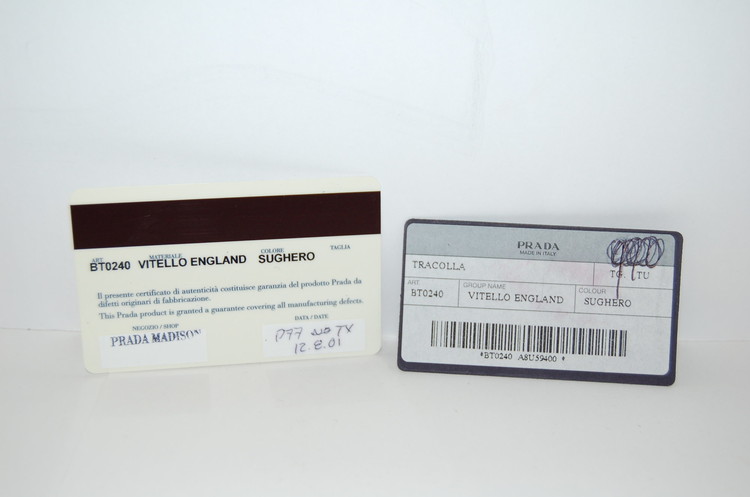 ART. MATERIALE COLORE TAGLIA
BT0240 VITELLO ENGLAND SUGHERO
Il presente certificato di autenticità costituisce garanzia del prodotto Prada da
difetti originari di fabbricazione.
This Prada product is granted a guarantee covering all manufacturing defects.
NEGOZIO / SHOP DATA / DATE
PRADA MADISON
12.8.01
PRADA
MADE IN ITALY
TRACOLLA TG. TU
ART GROUP NAME COLOUR
BT0240 VITELLO ENGLAND SUGHERO
*BT0240 A8U59400 *